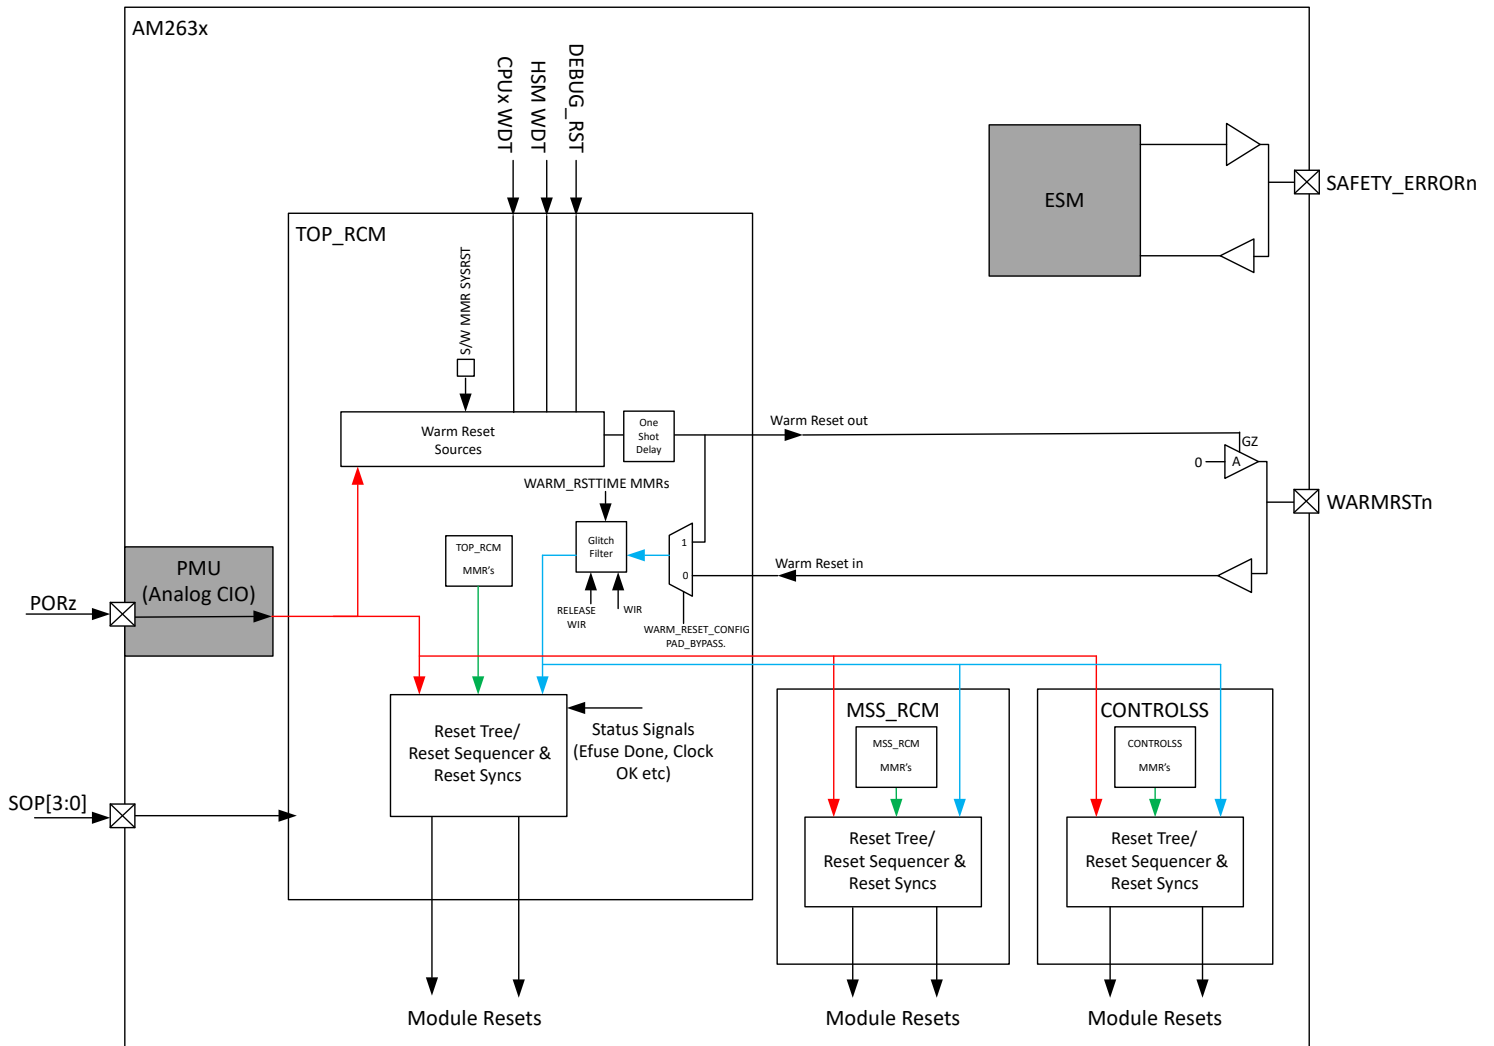 AM263x
CPUx WDT
HSM WDT
DEBUG_RST
ESM
SAFETY_ERRORn
TOP_RCM
S/W MMR SYSRST
Warm Reset
Sources
One
Shot
Delay
Warm Reset out
GZ
0
A
WARM_RSTTIME MMRs
WARMRSTn
TOP_RCM
MMR's
Glitch
Filter
1
0
Warm Reset in
PMU
(Analog CIO)
PORz
RELEASE
WIR
WIR
WARM_RESET_CONFIG
PAD_BYPASS.
Reset Tree/
Reset Sequencer &
Reset Syncs
Status Signals
(Efuse Done, Clock
OK etc)
MSS_RCM
MSS_RCM
MMR's
CONTROLSS
CONTROLSS
MMR's
SOP[3:0]
Reset Tree/
Reset Sequencer &
Reset Syncs
Reset Tree/
Reset Sequencer &
Reset Syncs
Module Resets
Module Resets
Module Resets